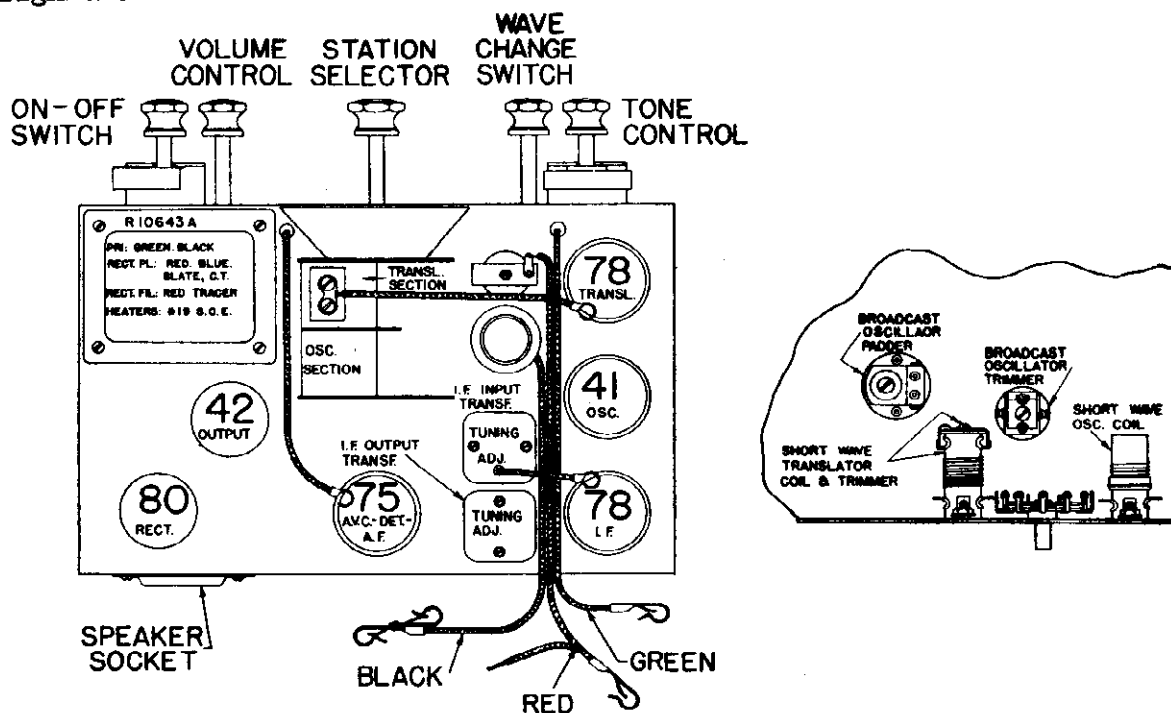 VOLUME
CONTROL
STATION
SELECTOR
WAVE
CHANGE
SWITCH
ON-OFF
SWITCH
TONE
CONTROL
R10643A
PRI: GREEN. BLACK
RECT. PL: RED. BLUE.
SLATE, C.T.
RECT. FIL: RED TRACER
HEATERS: #19 S.O.E.
TRANSL.
SECTION
78
TRANSL.
OSC.
SECTION
42
OUTPUT
I.F. INPUT
TRANSF.
41
OSC.
I.F. OUTPUT
TRANSF.
TUNING
ADJ.
80
RECT.
75
A.V.C.-DET-
A.F.
TUNING
ADJ.
78
I.F.
SPEAKER
SOCKET
BLACK
RED
GREEN
BROADCAST
OSCILLAOR
PADDER
BROADCAST
OSCILLATOR
TRIMMER
SHORT WAVE
OSC. COIL
SHORT WAVE
TRANSLATOR
COIL & TRIMMER